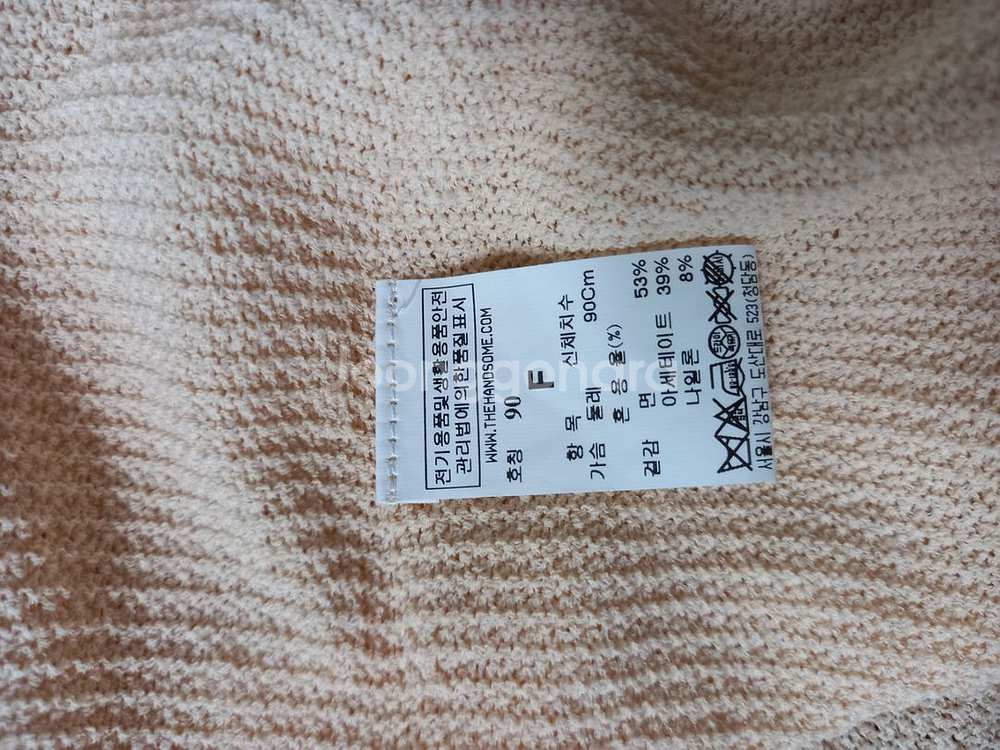 전기용품및생활용품안전
관리법에의한품질표시
WWW.THEHANDSOME.COM
호칭 90
F
항 목 신체치수
가슴 둘레 90Cm
혼 용 율(%)
겉감 면 53%
아세테이트 39%
나일론 8%
서울시 강남구 도산대로 523(청담동)
joonggonara